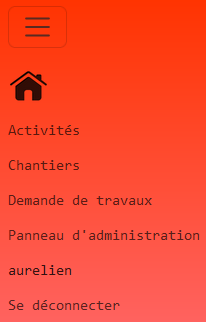 Activités
Chantiers
Demande de travaux
Panneau d'administration
aurelien
Se déconnecter